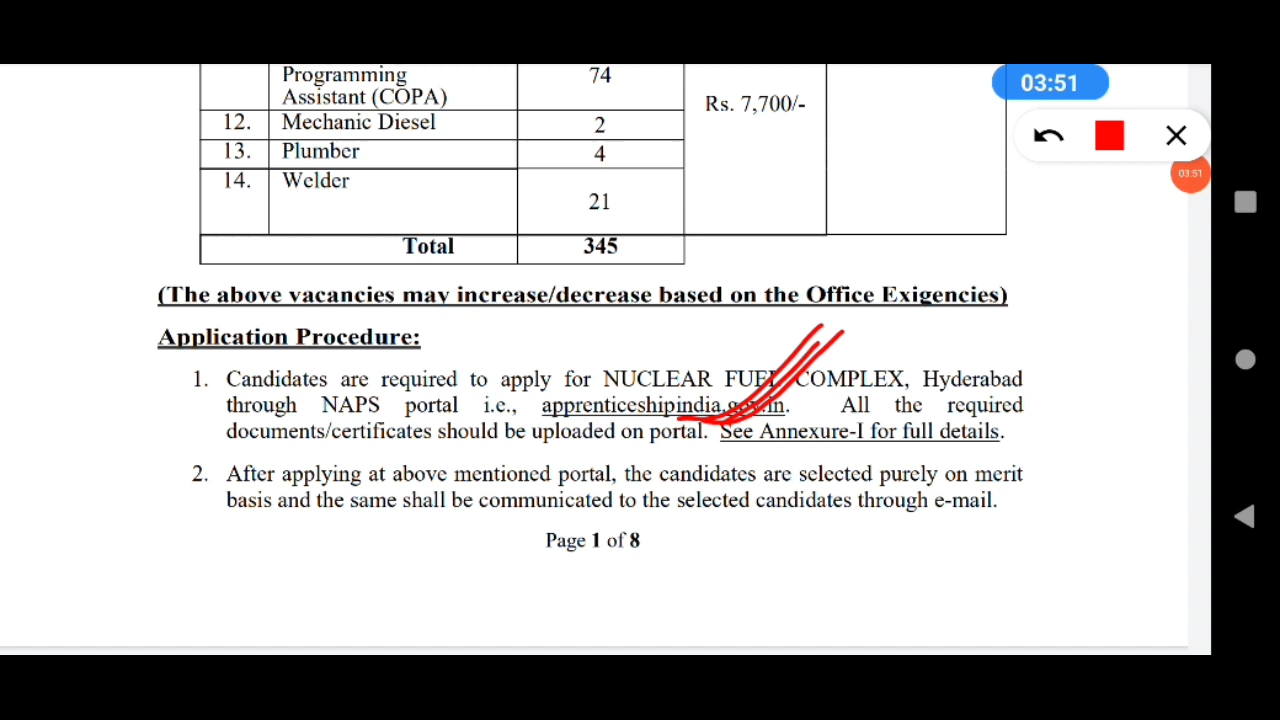 Programming
Assistant (COPA)
74
Rs. 7,700/-
12. Mechanic Diesel 2
13. Plumber 4
14. Welder 21
Total 345
(The above vacancies may increase/decrease based on the Office Exigencies)
Application Procedure:
1. Candidates are required to apply for NUCLEAR FUEL COMPLEX, Hyderabad
through NAPS portal i.e., apprenticeshipindia.gov.in. All the required
documents/certificates should be uploaded on portal. See Annexure-I for full details.
2. After applying at above mentioned portal, the candidates are selected purely on merit
basis and the same shall be communicated to the selected candidates through e-mail.
Page 1 of 8
03:51
03:51